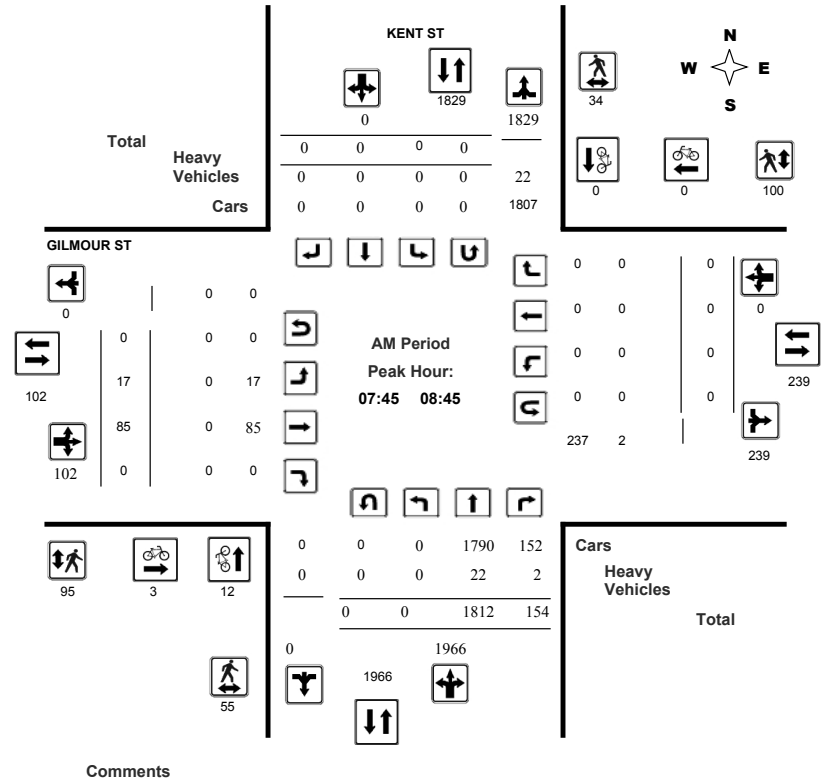 KENT ST
N
W E
S
1829
34
0 1829
Total
0 0 0 0
Heavy
Vehicles
0 0 0 0 22
0 0 100
Cars
0 0 0 0 1807
GILMOUR ST
0 0
0 0 0
0
0 0 0 0
0 0 0
AM Period
102
17 0 17
Peak Hour:
0 0 0
239
07:45 08:45
0 0 0
85 0 85
237 2
239
102
0 0 0
0 0 0 1790 152
Cars
0 0 0 22 2
Heavy
Vehicles
95 3 12
0 0 1812 154
Total
0 1966
1966
55
Comments